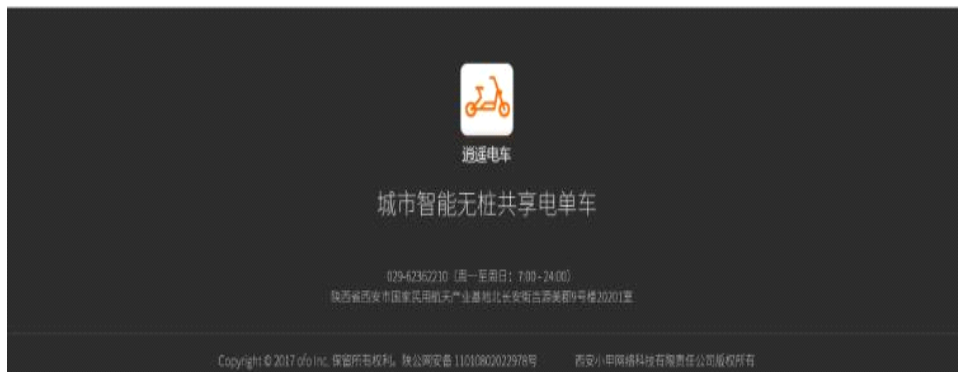 逍遥电车
城市智能无桩共享电单车
029-62362210（周一至周日：7:00-24:00）
陕西省西安市国家民用航天产业基地北长安街吉源美郡9号楼20201室
Copyright © 2017 ofo Inc. 保留所有权利。陕公网安备 11010802022978号 西安小甲网络科技有限责任公司版权所有